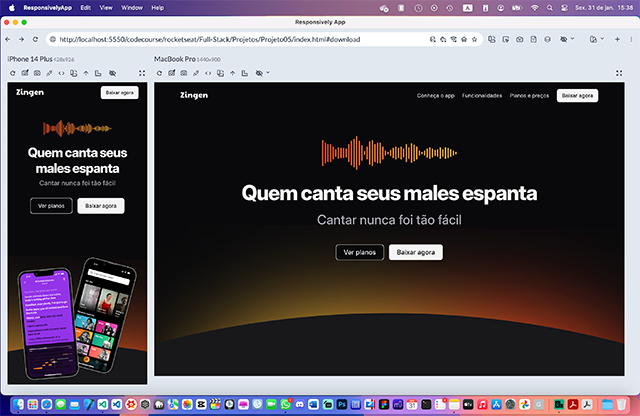 ResponsivelyApp File Edit View Window Help Sex. 31 de jan. 15:38
Responsively App
http://localhost:5550/codecourse/rocketseat/Full-Stack/Projetos/Projeto05/index.html#download
iPhone 14 Plus 428x926
MacBook Pro 1440x900
Zingen
Baixar agora
Quem canta seus
males espanta
Cantar nunca foi tão fácil
Ver planos
Baixar agora
Zingen
Conheça o app
Funcionalidades
Planos e preços
Baixar agora
Quem canta seus males espanta
Cantar nunca foi tão fácil
Ver planos
Baixar agora